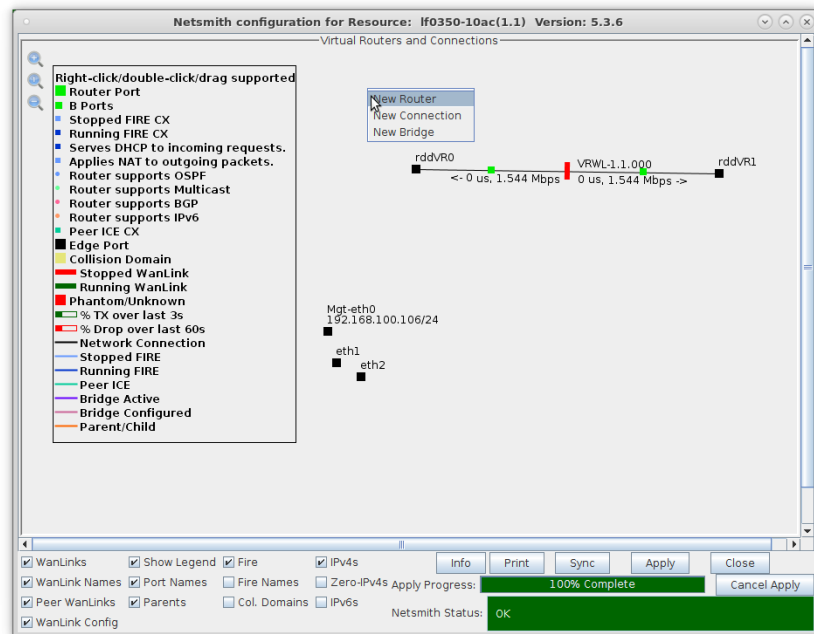 Netsmith configuration for Resource: lf0350-10ac(1.1) Version: 5.3.6
Virtual Routers and Connections
Right-click/double-click/drag supported
Router Port
B Ports
Stopped FIRE CX
Running FIRE CX
Serves DHCP to incoming requests.
Applies NAT to outgoing packets.
Router supports OSPF
Router supports Multicast
Router supports BGP
Router supports IPv6
Peer ICE CX
Edge Port
Collision Domain
Stopped WanLink
Running WanLink
Phantom/Unknown
% TX over last 3s
% Drop over last 60s
Network Connection
Stopped FIRE
Running FIRE
Peer ICE
Bridge Active
Bridge Configured
Parent/Child
New Router
New Connection
New Bridge
rddVR0
VRWL-1.1.000
rddVR1
<- 0 us, 1.544 Mbps
0 us, 1.544 Mbps ->
Mgt-eth0
192.168.100.106/24
eth1
eth2
WanLinks
Show Legend
Fire
IPv4s
Info
Print
Sync
Apply
Close
WanLink Names
Port Names
Fire Names
Zero-IPv4s
Apply Progress:
100% Complete
Cancel Apply
Peer WanLinks
Parents
Col. Domains
IPv6s
Netsmith Status:
OK
WanLink Config